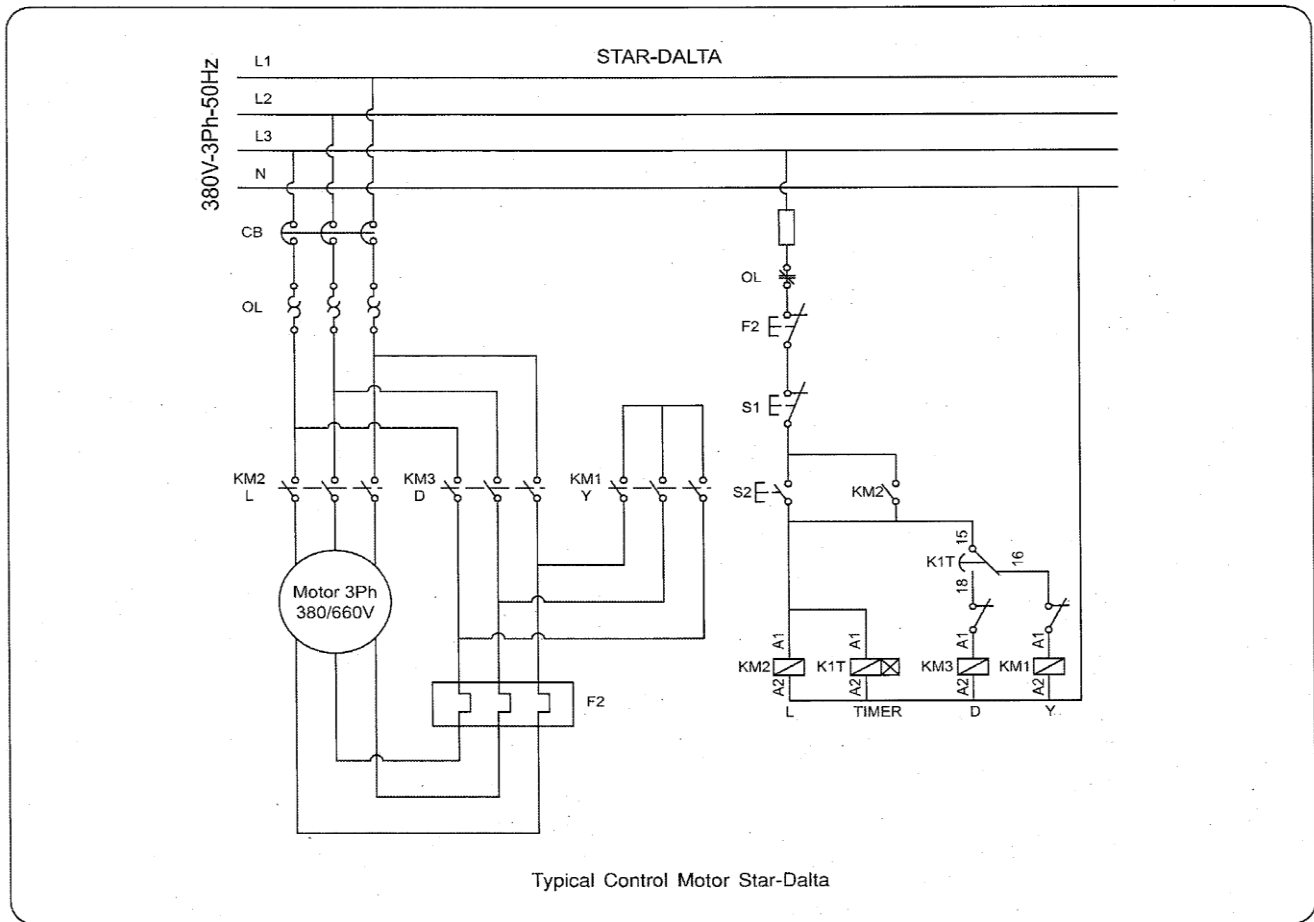 STAR-DALTA
380V-3Ph-50Hz
L1
L2
L3
N
CB
OL
OL
F2
S1
KM2
L
KM3
D
KM1
Y
S2
KM2
15
K1T
16
18
Motor 3Ph
380/660V
A1
A1
A1
A1
KM2
K1T
KM3
KM1
A2
A2
A2
A2
F2
L
TIMER
D
Y
Typical Control Motor Star-Dalta